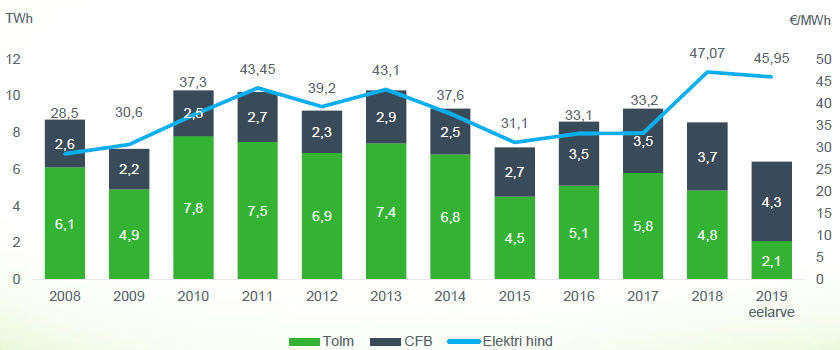 TWh €/MWh
12 10 8 6 4 2 0
50 45 40 35 30 25 20 15 10 5 0
28,5 30,6 37,3 43,45 39,2 43,1 37,6 31,1 33,1 33,2 47,07 45,95
2,6 2,2 2,5 2,7 2,3 2,9 2,5 2,7 3,5 3,5 3,7 4,3
6,1 4,9 7,8 7,5 6,9 7,4 6,8 4,5 5,1 5,8 4,8 2,1
2008 2009 2010 2011 2012 2013 2014 2015 2016 2017 2018 2019
eelarve
Tolm CFB Elektri hind